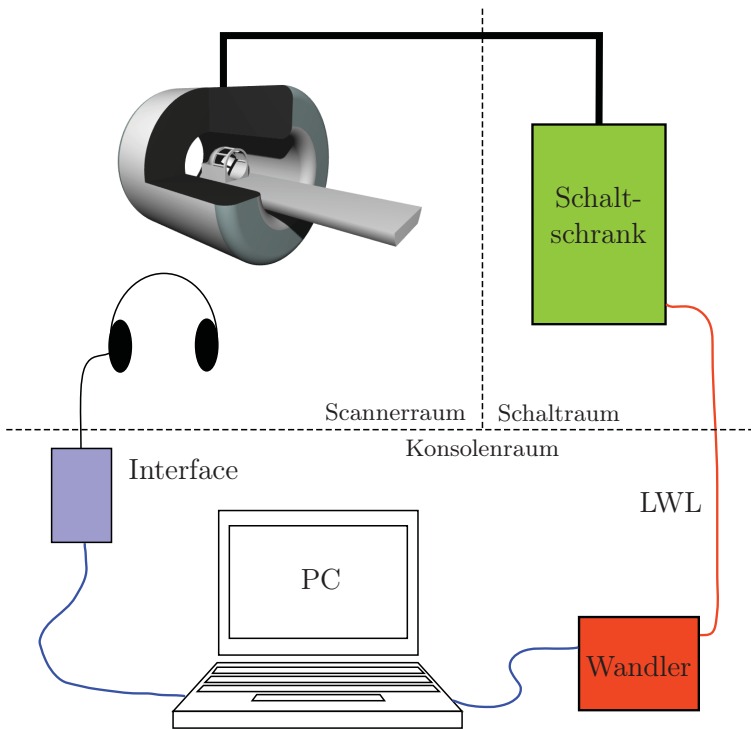 Schalt-
schrank
Scannerraum
Schaltraum
Konsolenraum
Interface
LWL
PC
Wandler